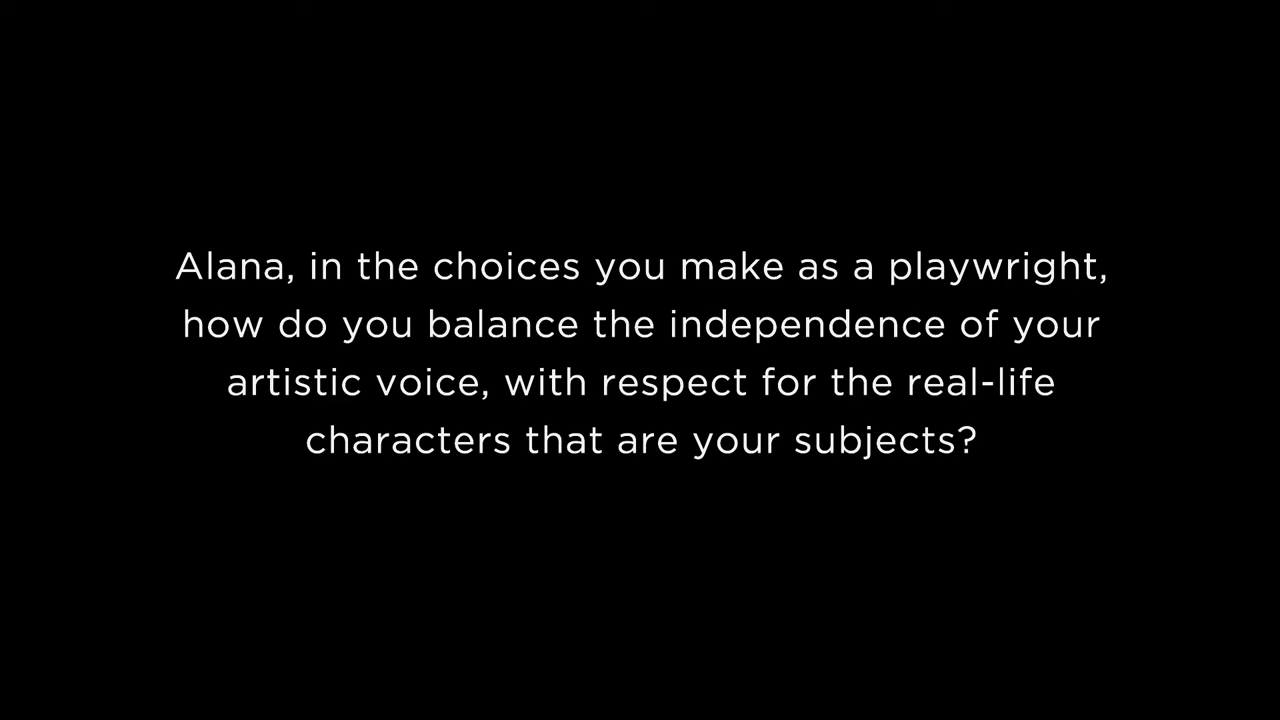 Alana, in the choices you make as a playwright,
how do you balance the independence of your
artistic voice, with respect for the real-life
characters that are your subjects?